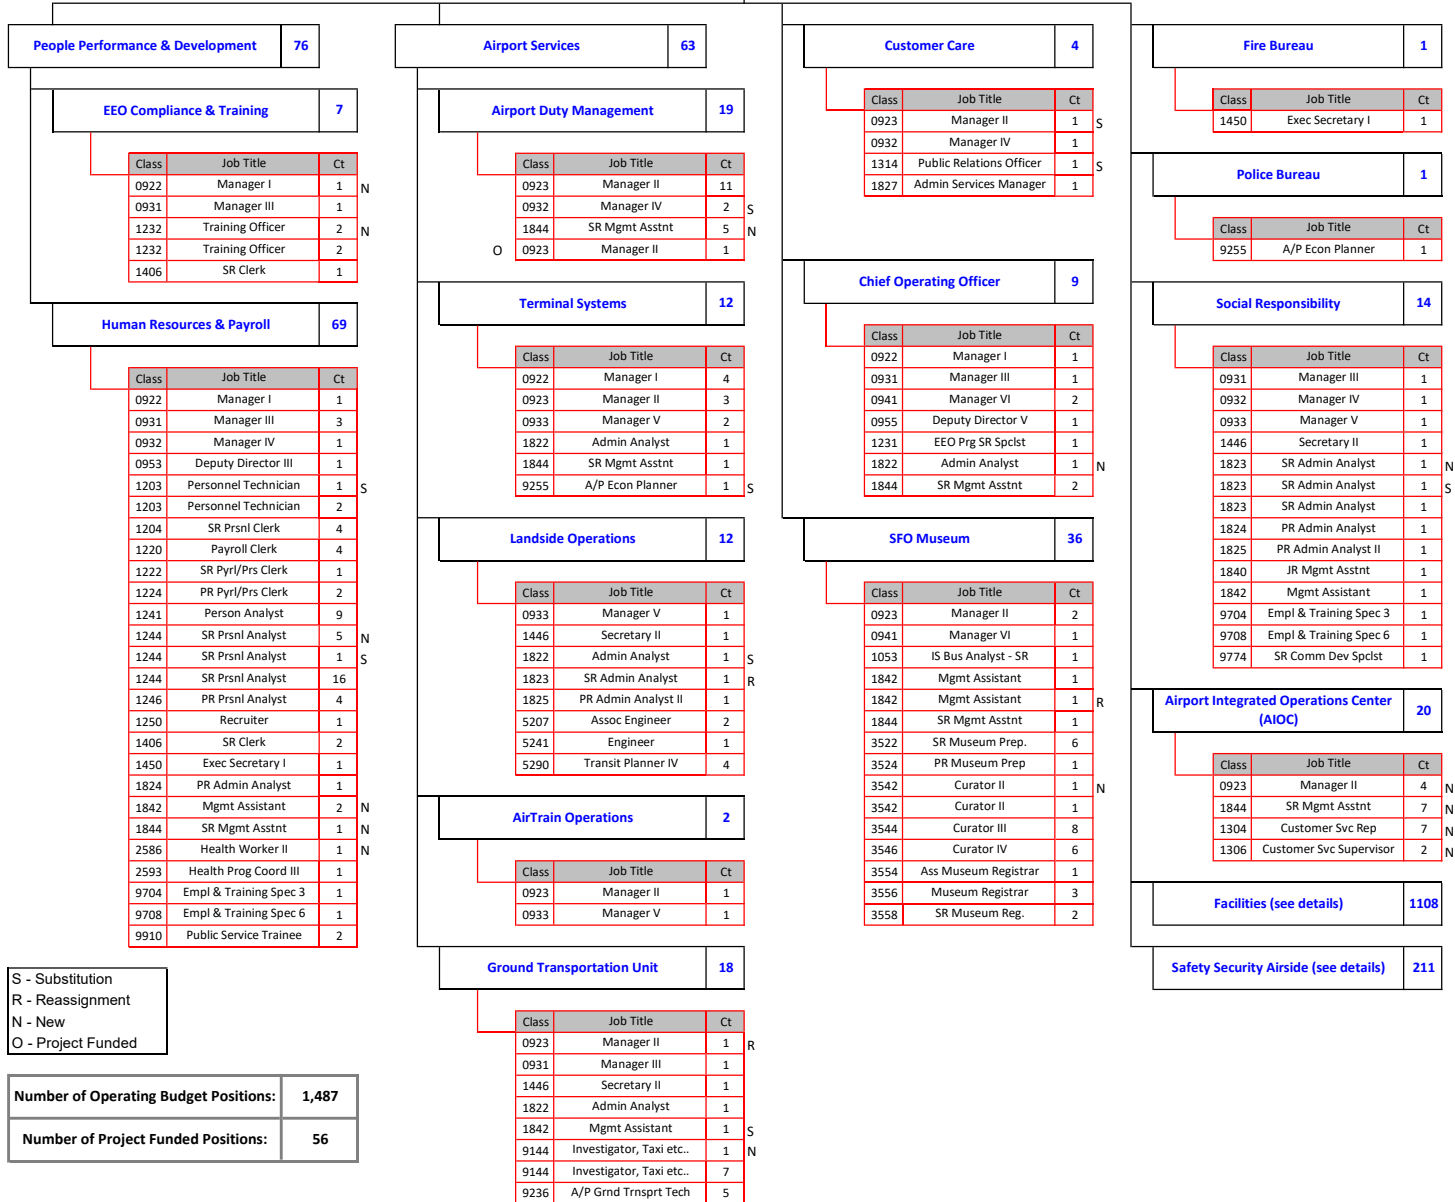 People Performance & Development 76
EEO Compliance & Training 7
Class Job Title Ct
0922 Manager I 1 N
0931 Manager III 1
1232 Training Officer 2 N
1232 Training Officer 2
1406 SR Clerk 1
Human Resources & Payroll 69
Class Job Title Ct
0922 Manager I 1
0931 Manager III 3
0932 Manager IV 1
0953 Deputy Director III 1
1203 Personnel Technician 1 S
1203 Personnel Technician 2
1204 SR Prsnl Clerk 4
1220 Payroll Clerk 4
1222 SR Pyrl/Prs Clerk 1
1224 PR Pyrl/Prs Clerk 2
1241 Person Analyst 9
1244 SR Prsnl Analyst 5 N
1244 SR Prsnl Analyst 1 S
1244 SR Prsnl Analyst 16
1246 PR Prsnl Analyst 4
1250 Recruiter 1
1406 SR Clerk 2
1450 Exec Secretary I 1
1824 PR Admin Analyst 1
1842 Mgmt Assistant 2 N
1844 SR Mgmt Asstnt 1 N
2586 Health Worker II 1 N
2593 Health Prog Coord III 1
9704 Empl & Training Spec 3 1
9708 Empl & Training Spec 6 1
9910 Public Service Trainee 2
S - Substitution
R - Reassignment
N - New
O - Project Funded
Number of Operating Budget Positions: 1,487
Number of Project Funded Positions: 56
Airport Services 63
Airport Duty Management 19
Class Job Title Ct
0923 Manager II 11
0932 Manager IV 2 S
1844 SR Mgmt Asstnt 5 N
O 0923 Manager II 1
Terminal Systems 12
Class Job Title Ct
0922 Manager I 4
0923 Manager II 3
0933 Manager V 2
1822 Admin Analyst 1
1844 SR Mgmt Asstnt 1
9255 A/P Econ Planner 1 S
Landside Operations 12
Class Job Title Ct
0933 Manager V 1
1446 Secretary II 1
1822 Admin Analyst 1 S
1823 SR Admin Analyst 1 R
1825 PR Admin Analyst II 1
5207 Assoc Engineer 2
5241 Engineer 1
5290 Transit Planner IV 4
AirTrain Operations 2
Class Job Title Ct
0923 Manager II 1
0933 Manager V 1
Ground Transportation Unit 18
Class Job Title Ct
0923 Manager II 1 R
0931 Manager III 1
1446 Secretary II 1
1822 Admin Analyst 1
1842 Mgmt Assistant 1 S
9144 Investigator, Taxi etc.. 1 N
9144 Investigator, Taxi etc.. 7
9236 A/P Grnd Trnsprt Tech 5
Customer Care 4
Class Job Title Ct
0923 Manager II 1 S
0932 Manager IV 1
1314 Public Relations Officer 1 S
1827 Admin Services Manager 1
Chief Operating Officer 9
Class Job Title Ct
0922 Manager I 1
0931 Manager III 1
0941 Manager VI 2
0955 Deputy Director V 1
1231 EEO Prg SR Spclst 1
1822 Admin Analyst 1 N
1844 SR Mgmt Asstnt 2
SFO Museum 36
Class Job Title Ct
0923 Manager II 2
0941 Manager VI 1
1053 IS Bus Analyst - SR 1
1842 Mgmt Assistant 1
1842 Mgmt Assistant 1 R
1844 SR Mgmt Asstnt 1
3522 SR Museum Prep. 6
3524 PR Museum Prep 1
3542 Curator II 1 N
3542 Curator II 1
3544 Curator III 8
3546 Curator IV 6
3554 Ass Museum Registrar 1
3556 Museum Registrar 3
3558 SR Museum Reg. 2
Fire Bureau 1
Class Job Title Ct
1450 Exec Secretary I 1
Police Bureau 1
Class Job Title Ct
9255 A/P Econ Planner 1
Social Responsibility 14
Class Job Title Ct
0931 Manager III 1
0932 Manager IV 1
0933 Manager V 1
1446 Secretary II 1
1823 SR Admin Analyst 1 N
1823 SR Admin Analyst 1 S
1823 SR Admin Analyst 1
1824 PR Admin Analyst 1
1825 PR Admin Analyst II 1
1840 JR Mgmt Asstnt 1
1842 Mgmt Assistant 1
9704 Empl & Training Spec 3 1
9708 Empl & Training Spec 6 1
9774 SR Comm Dev Spclst 1
Airport Integrated Operations Center
(AIOC) 20
Class Job Title Ct
0923 Manager II 4 N
1844 SR Mgmt Asstnt 7 N
1304 Customer Svc Rep 7 N
1306 Customer Svc Supervisor 2 N
Facilities (see details) 1108
Safety Security Airside (see details) 211